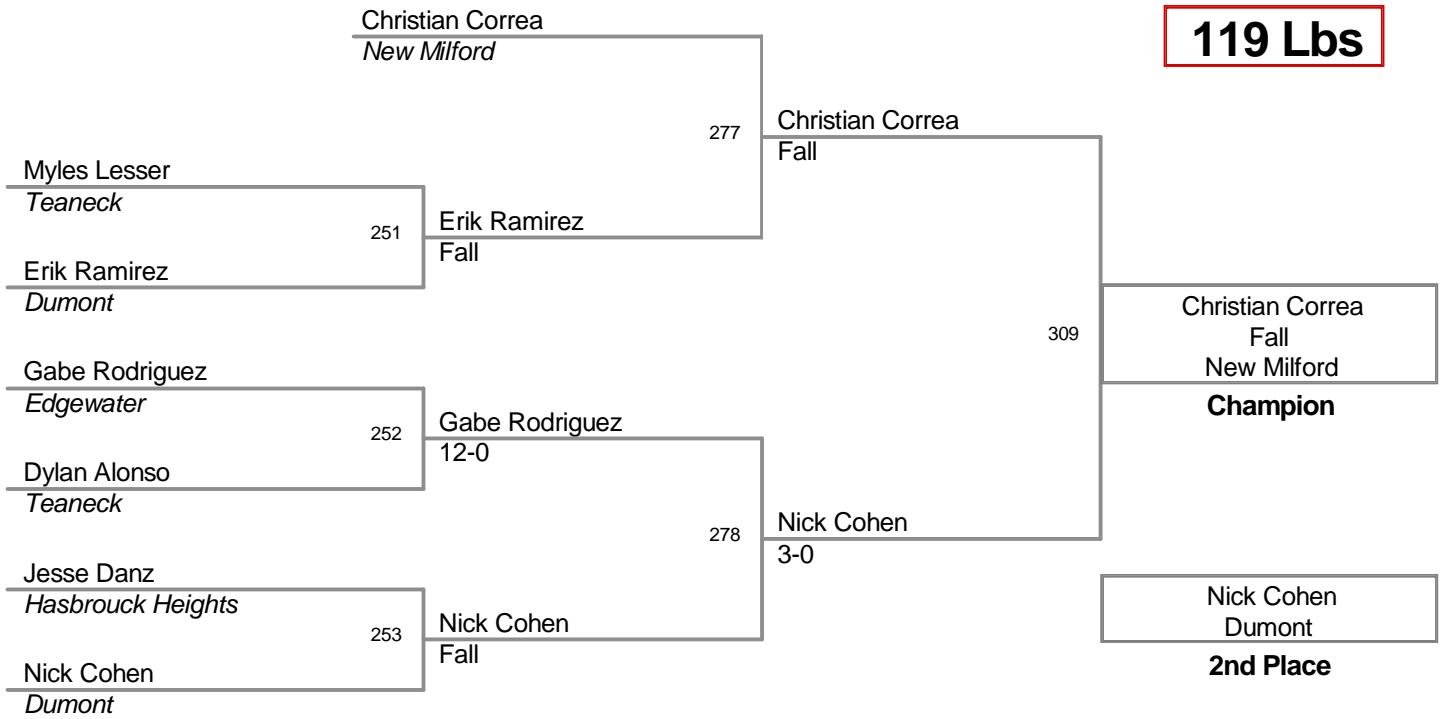 Christian Correa
New Milford
119 Lbs
277
Christian Correa
Fall
Myles Lesser
Teaneck
251
Erik Ramirez
Fall
Erik Ramirez
Dumont
309
Christian Correa
Fall
New Milford
Champion
Gabe Rodriguez
Edgewater
252
Gabe Rodriguez
12-0
Dylan Alonso
Teaneck
278
Nick Cohen
3-0
Jesse Danz
Hasbrouck Heights
253
Nick Cohen
Fall
Nick Cohen
Dumont
Nick Cohen
Dumont
2nd Place